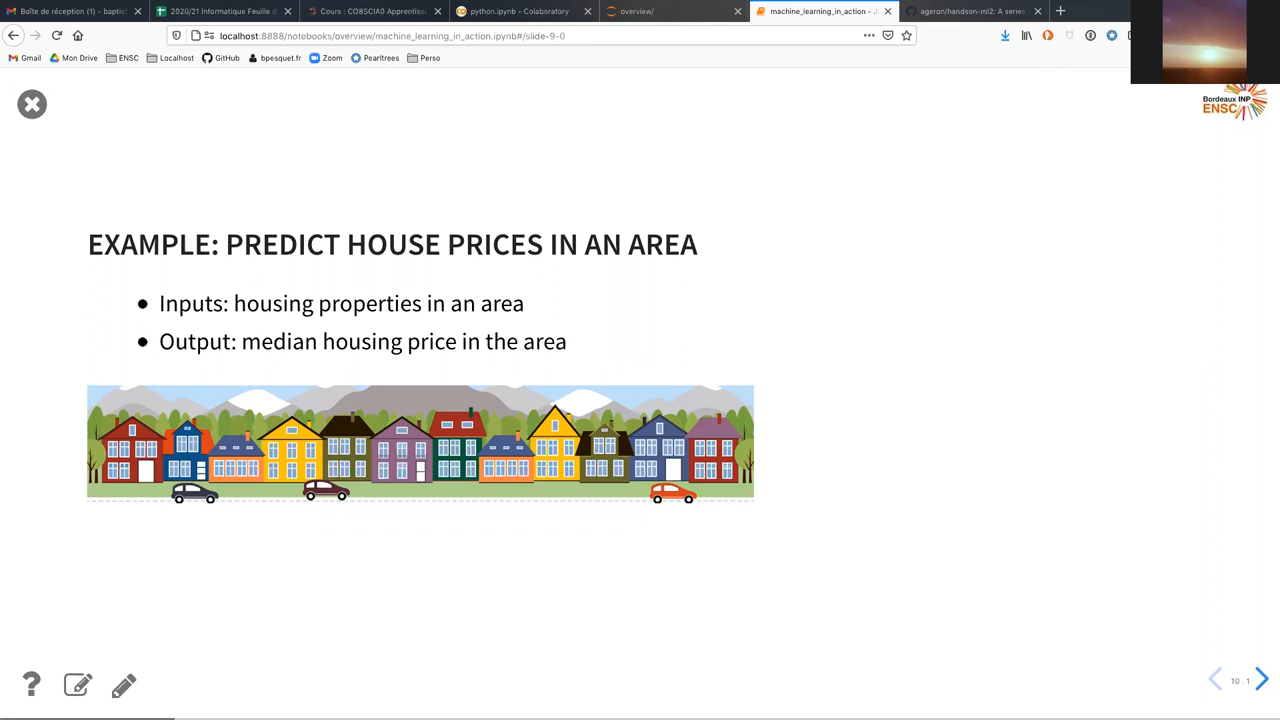 Boîte de réception (1) - baptis
2020/21 Informatique Feuille d
Cours : CO8SCIA0 Apprentissa
python.ipynb - Colaboratory
overview/
machine_learning_in_action - J
ageron/handson-ml2: A series
localhost:8888/notebooks/overview/machine_learning_in_action.ipynb#/slide-9-0
Gmail
Mon Drive
ENSC
Localhost
GitHub
bpesquet.fr
Zoom
Pearltrees
Perso
Bordeaux INP
ENSC
EXAMPLE: PREDICT HOUSE PRICES IN AN AREA
• Inputs: housing properties in an area
• Output: median housing price in the area
?
10.1